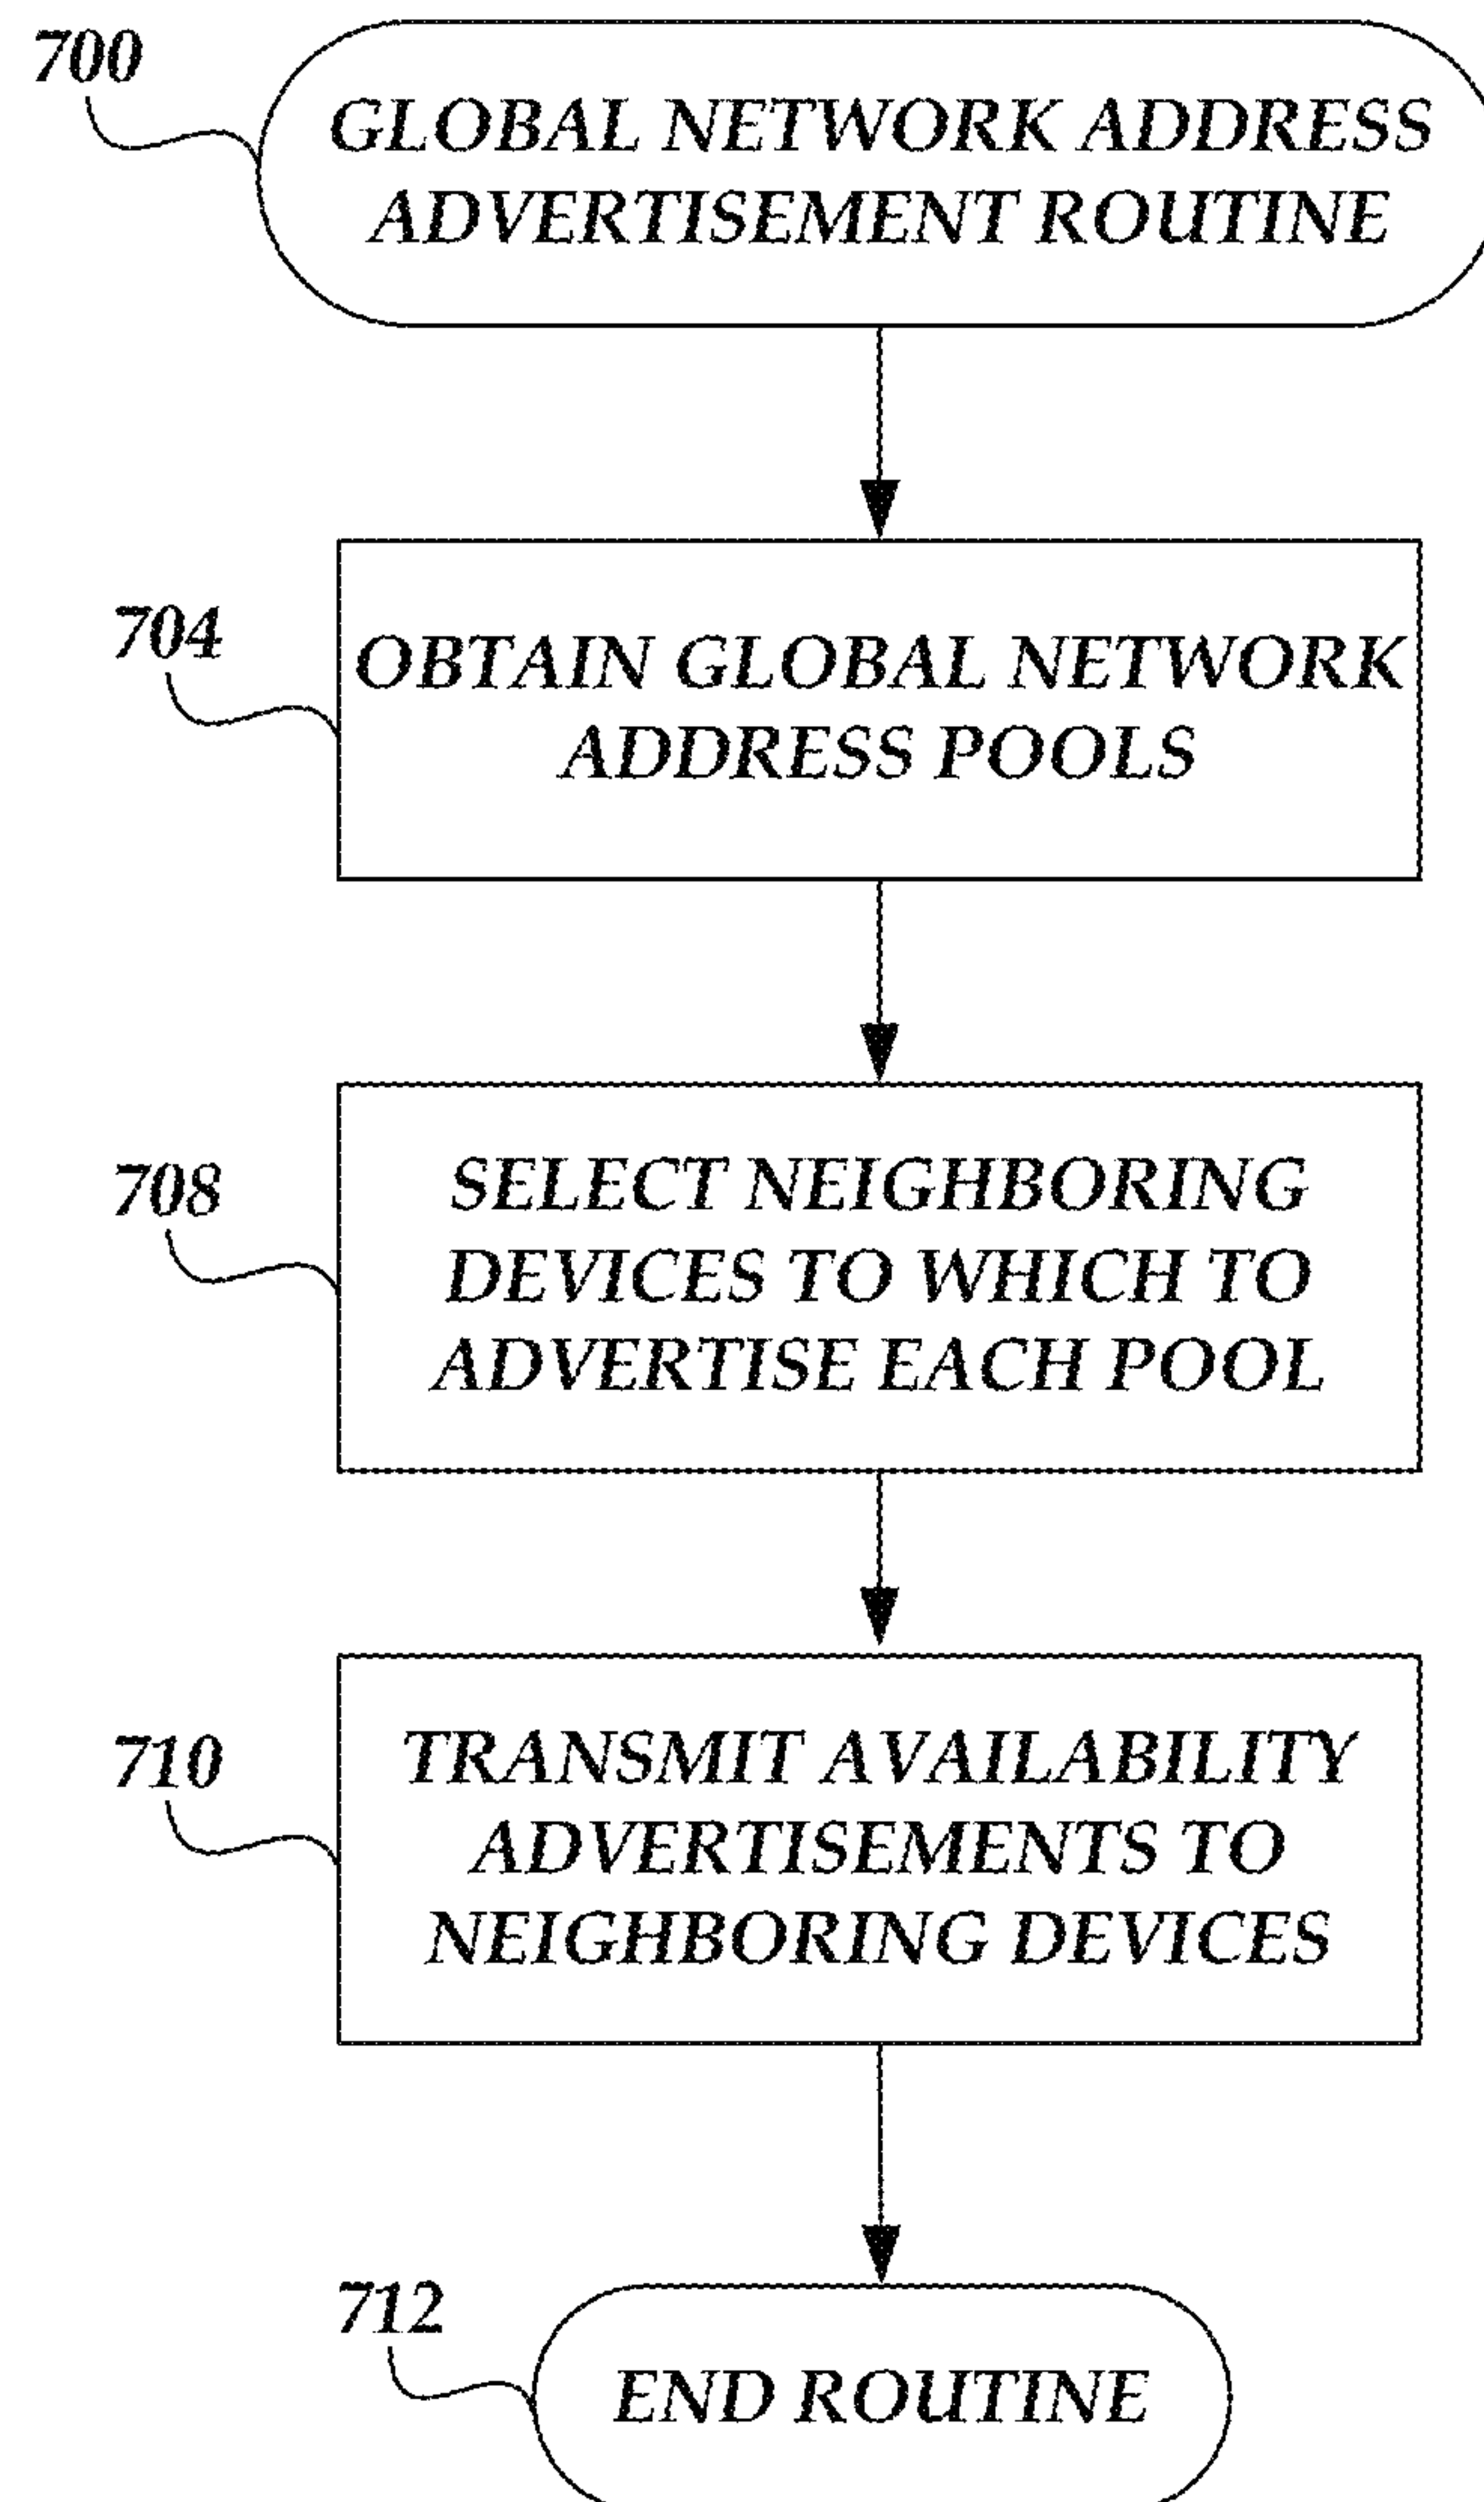 700
GLOBAL NETWORK ADDRESS
ADVERTISEMENT ROUTINE
704
OBTAIN GLOBAL NETWORK
ADDRESS POOLS
708
SELECT NEIGHBORING
DEVICES TO WHICH TO
ADVERTISE EACH POOL
710
TRANSMIT AVAILABILITY
ADVERTISEMENTS TO
NEIGHBORING DEVICES
712
END ROUTINE